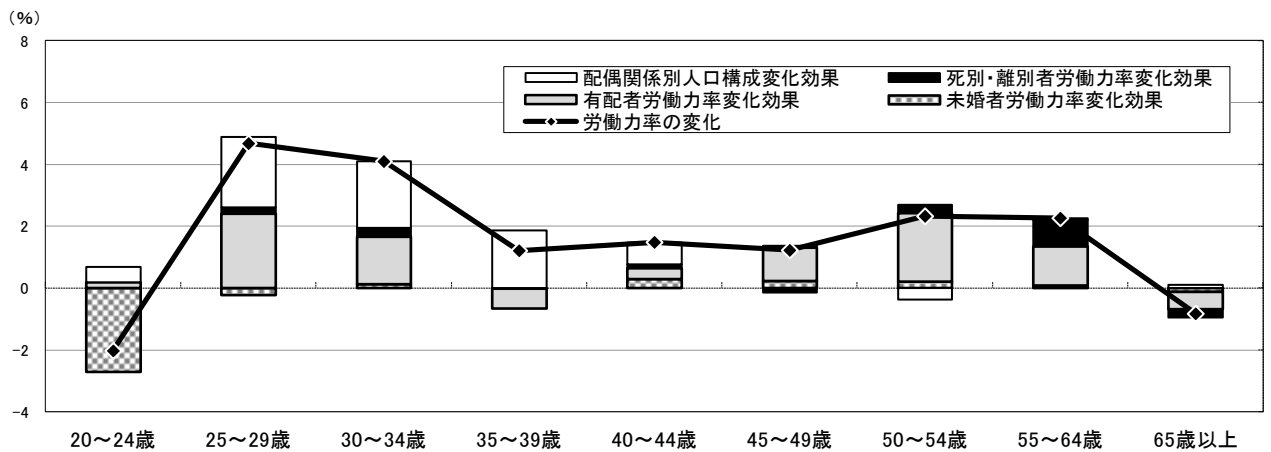 （%）
8
6
4
2
0
-2
-4
配偶関係別人口構成変化効果
死別・離別者労働力率変化効果
有配者労働力率変化効果
未婚者労働力率変化効果
労働力率の変化
20～24歳 25～29歳 30～34歳 35～39歳 40～44歳 45～49歳 50～54歳 55～64歳 65歳以上